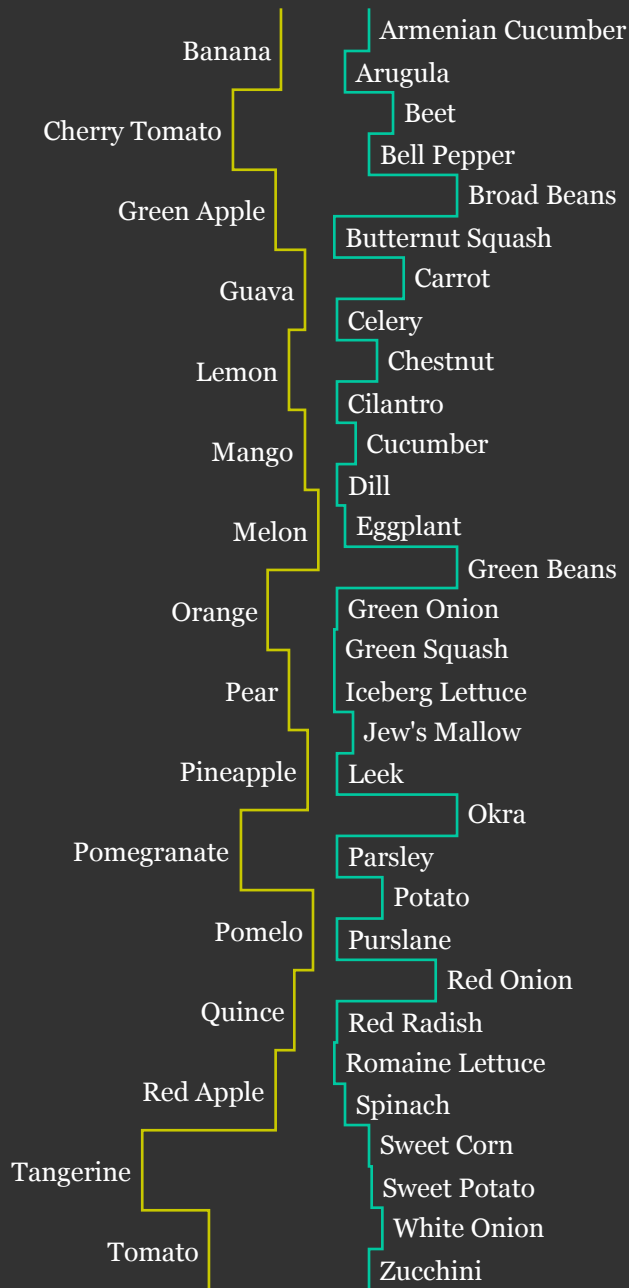 Banana
Cherry Tomato
Green Apple
Guava
Lemon
Mango
Melon
Orange
Pear
Pineapple
Pomegranate
Pomelo
Quince
Red Apple
Tangerine
Tomato
Armenian Cucumber
Arugula
Beet
Bell Pepper
Broad Beans
Butternut Squash
Carrot
Celery
Chestnut
Cilantro
Cucumber
Dill
Eggplant
Green Beans
Green Onion
Green Squash
Iceberg Lettuce
Jew's Mallow
Leek
Okra
Parsley
Potato
Purslane
Red Onion
Red Radish
Romaine Lettuce
Spinach
Sweet Corn
Sweet Potato
White Onion
Zucchini